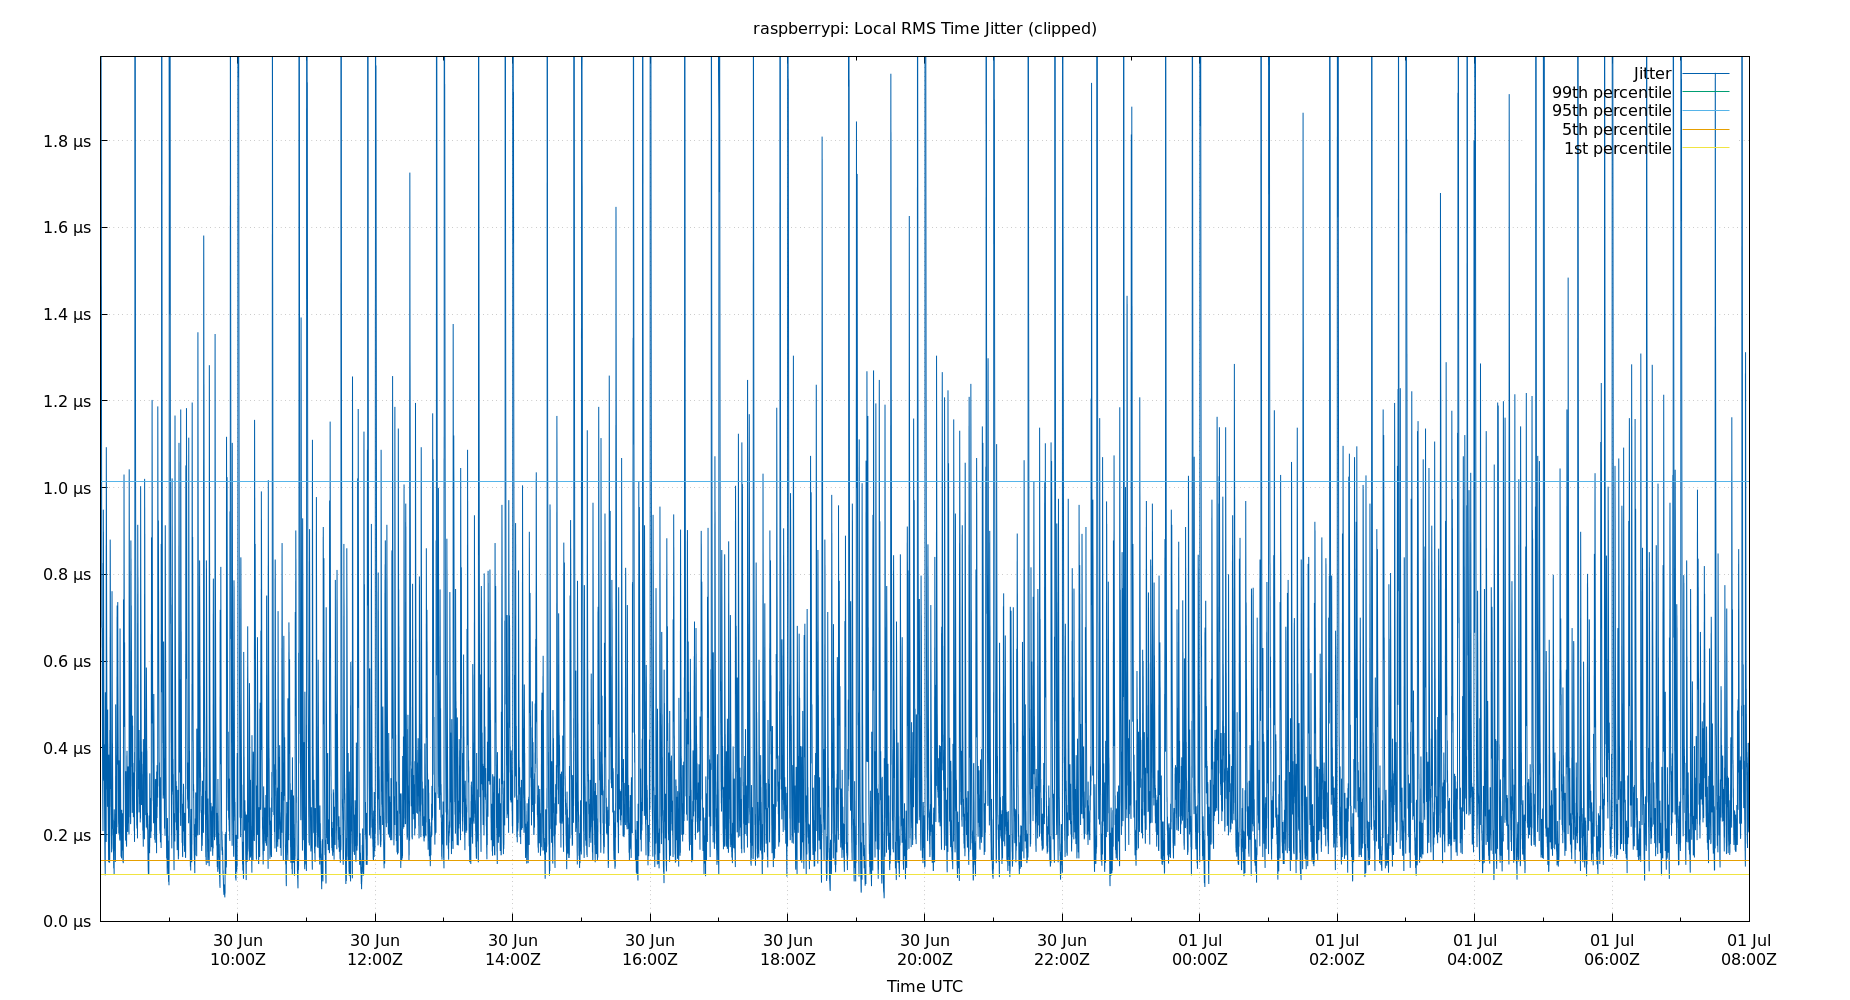 raspberrypi: Local RMS Time Jitter (clipped)
Jitter
99th percentile
95th percentile
5th percentile
1st percentile
1.8 µs
1.6 µs
1.4 µs
1.2 µs
1.0 µs
0.8 µs
0.6 µs
0.4 µs
0.2 µs
0.0 µs
30 Jun 30 Jun 30 Jun 30 Jun 30 Jun 30 Jun 30 Jun 01 Jul 01 Jul 01 Jul 01 Jul 01 Jul
10:00Z 12:00Z 14:00Z 16:00Z 18:00Z 20:00Z 22:00Z 00:00Z 02:00Z 04:00Z 06:00Z 08:00Z
Time UTC